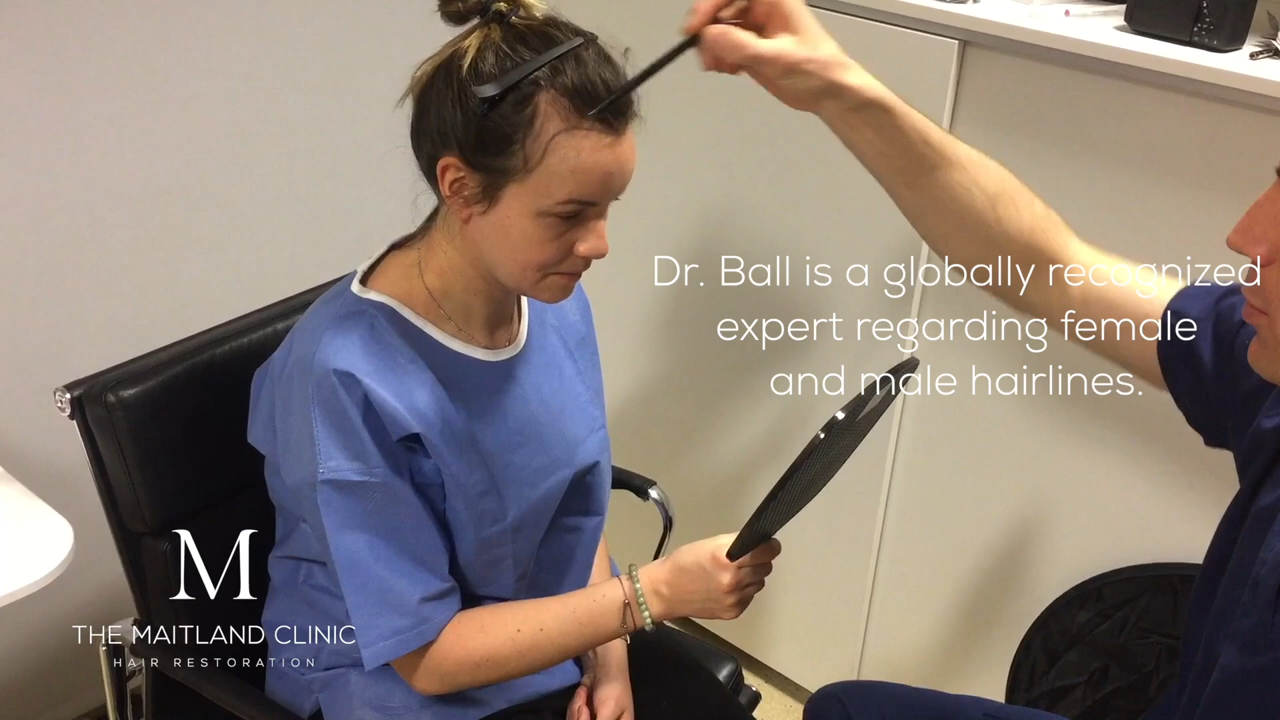 Dr. Ball is a globally recognized
expert regarding female
and male hairlines.
M
THE MAITLAND CLINIC
HAIR RESTORATION